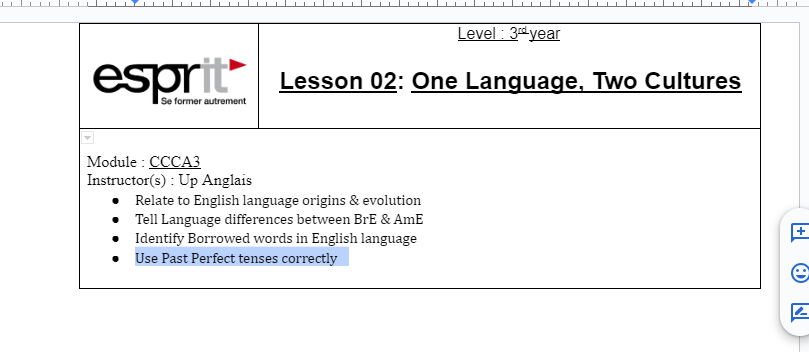 Level : 3rd year
esprit
Se former autrement
Lesson 02: One Language, Two Cultures
Module : CCCA3
Instructor(s) : Up Anglais
● Relate to English language origins & evolution
● Tell Language differences between BrE & AmE
● Identify Borrowed words in English language
● Use Past Perfect tenses correctly